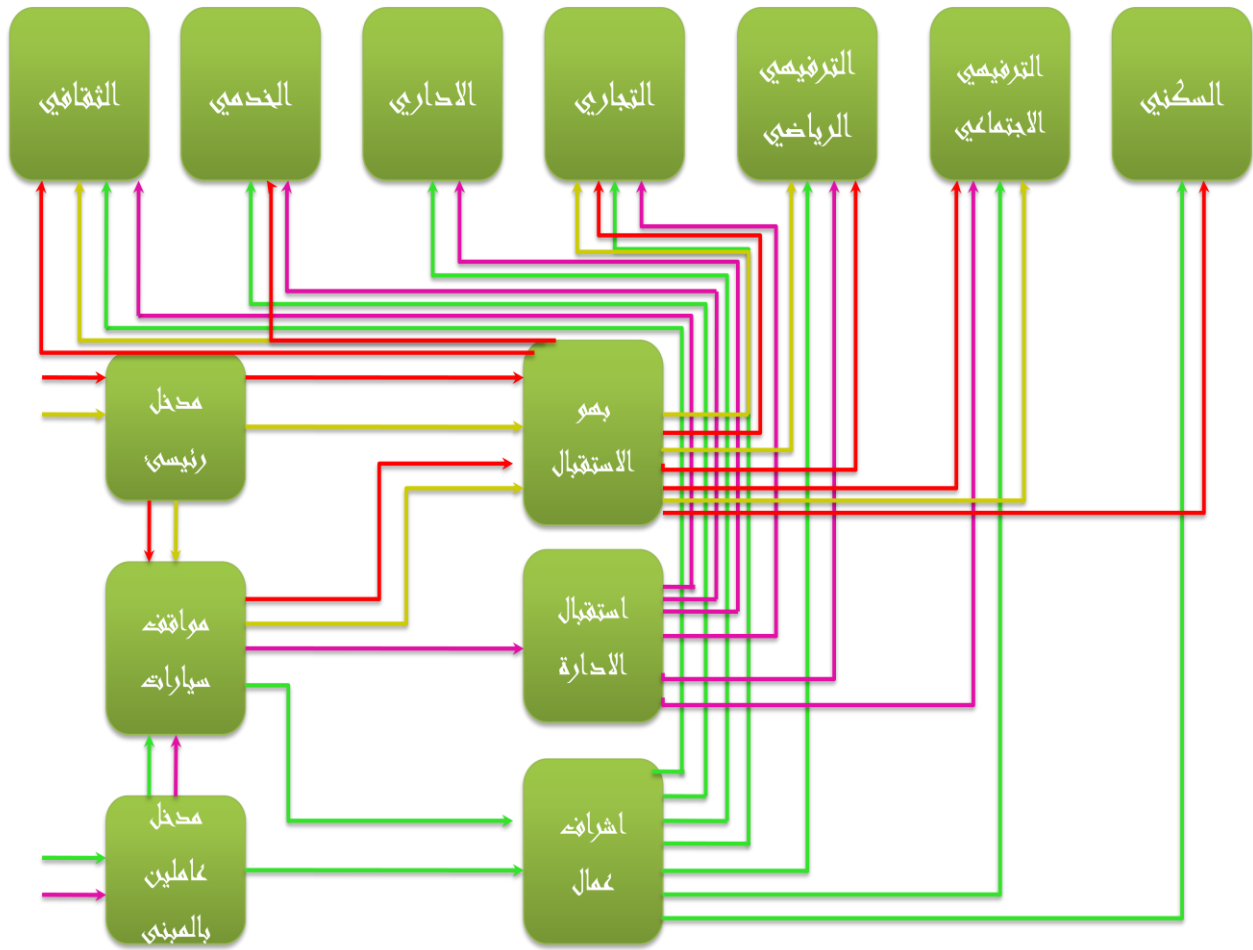 السكني
الترفيهي
الاجتماعي
الترفيهي
الرياضي
التجاري
الاداري
الخدمي
الثقافي
بهو
الاستقبال
مدخل
رئيسئ
استقبال
الادارة
مواقف
سيارات
اشراف
عمال
مدخل
عاملين
بالمبنى